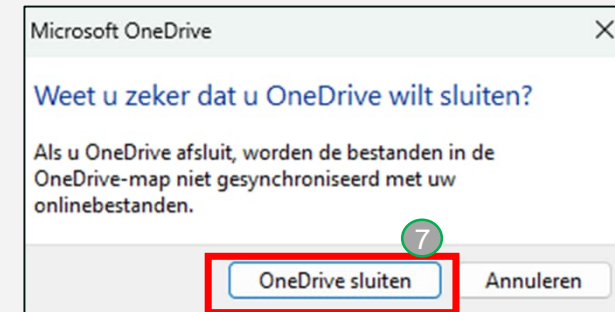 Microsoft OneDrive
Weet u zeker dat u OneDrive wilt sluiten?
Als u OneDrive afsluit, worden de bestanden in de
OneDrive-map niet gesynchroniseerd met uw
onlinebestanden.
7
OneDrive sluiten Annuleren